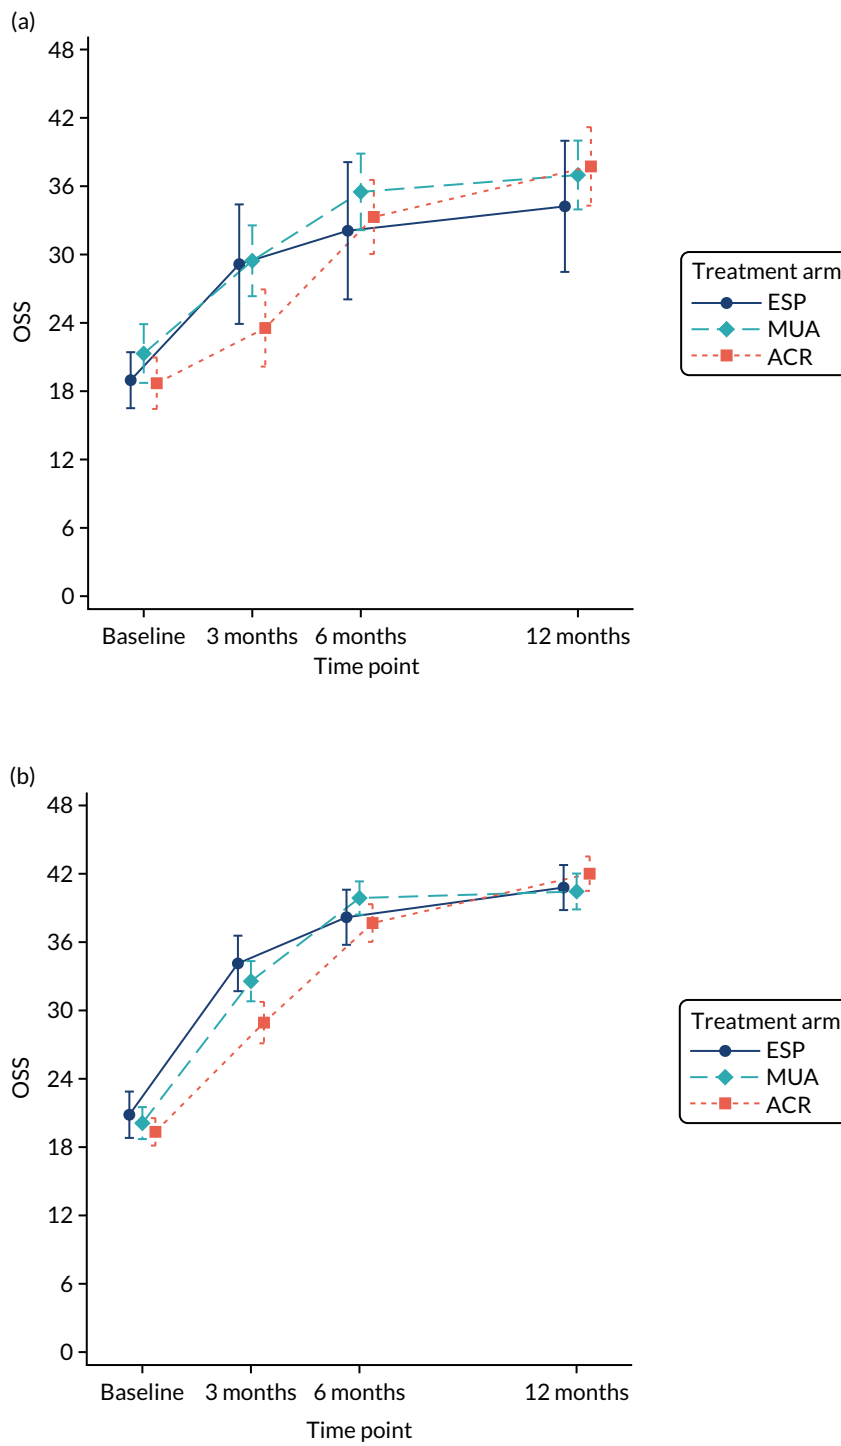 (a)
48
42
36
30
24
18
12
6
0
OSS
Baseline 3 months 6 months 12 months
Time point
Treatment arm
ESP
MUA
ACR
(b)
48
42
36
30
24
18
12
6
0
OSS
Baseline 3 months 6 months 12 months
Time point
Treatment arm
ESP
MUA
ACR